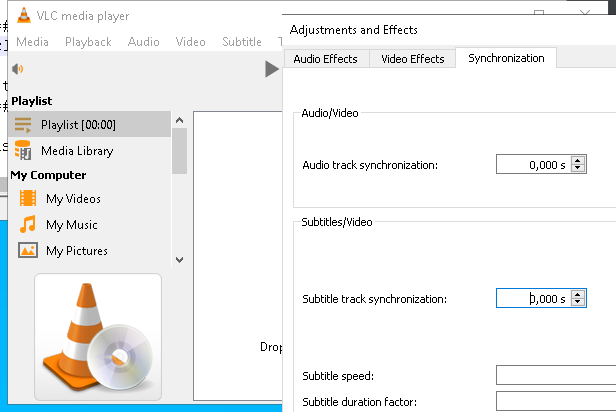 VLC media player
Media Playback Audio Video Subtitle
Playlist
Playlist [00:00]
Media Library
My Computer
My Videos
My Music
My Pictures
Drop
Adjustments and Effects
Audio Effects Video Effects Synchronization
Audio/Video
Audio track synchronization: 0,000 s
Subtitles/Video
Subtitle track synchronization: 0,000 s
Subtitle speed:
Subtitle duration factor: